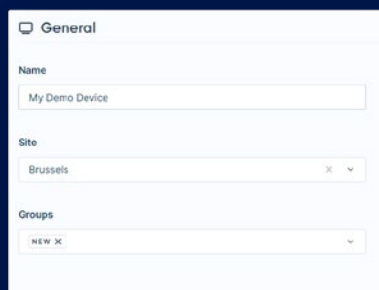 General
Name
My Demo Device
Site
Brussels
Groups
NEW